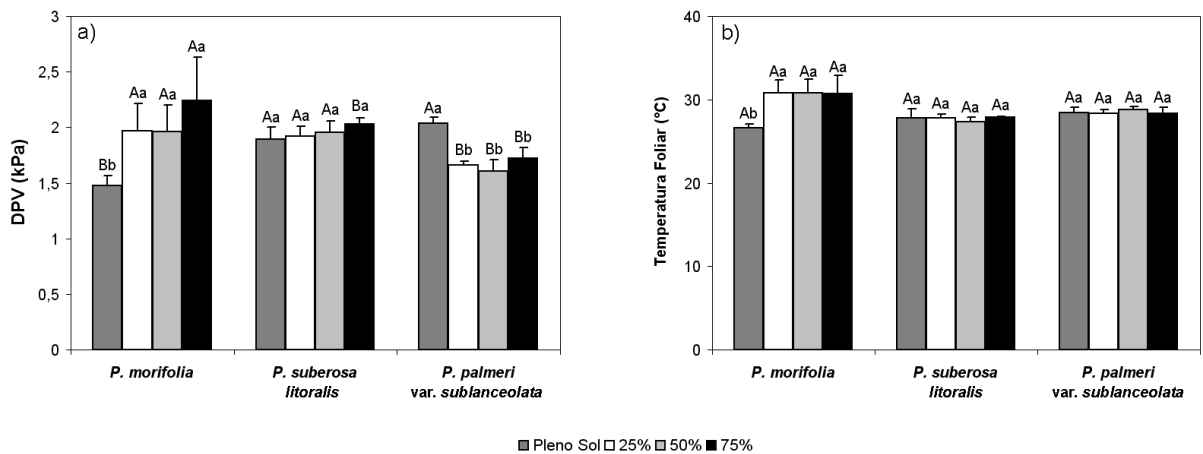 a)
DPV (kPa)
3
2,5
2
1,5
1
0,5
0
Bb Aa Aa Aa
Aa Aa Aa Ba
Aa Bb Bb Bb
P. morifolia
P. suberosa
litoralis
P. palmeri
var. sublanceolata
b)
Temperatura Foliar (°C)
40
30
20
10
0
Ab Aa Aa Aa
Aa Aa Aa Aa
Aa Aa Aa Aa
P. morifolia
P. suberosa
litoralis
P. palmeri
var. sublanceolata
Pleno Sol 25% 50% 75%